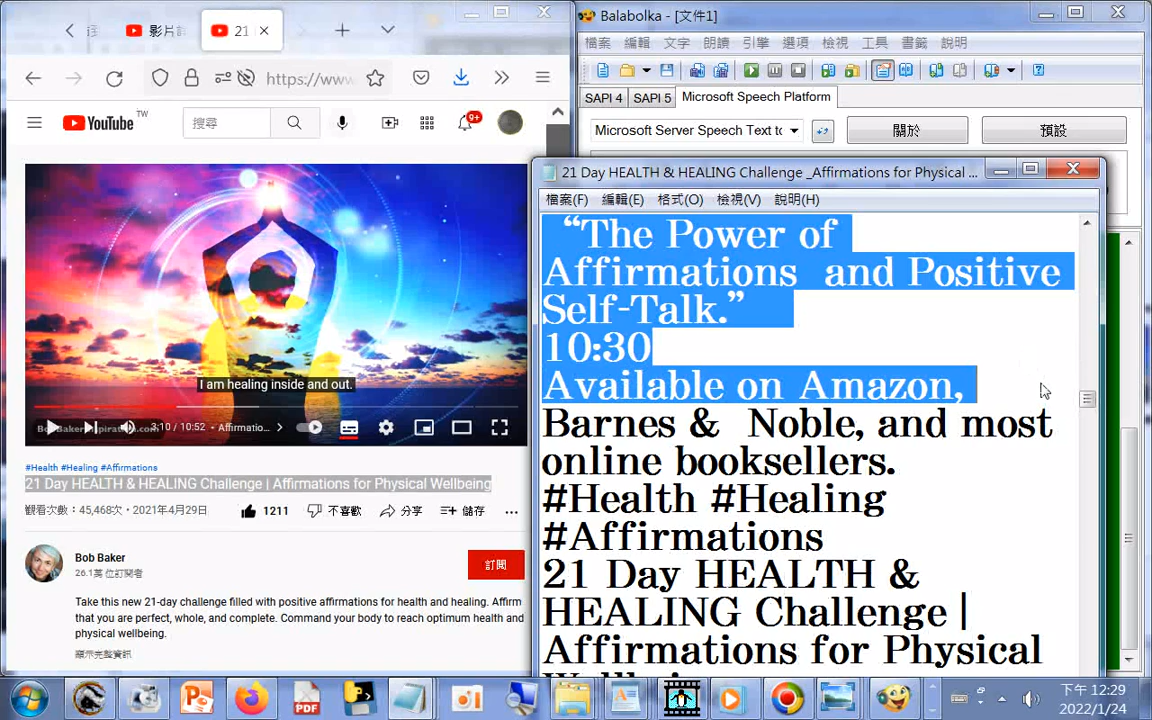 影片
21
https://www
YouTube TW
搜尋
9+
I am healing inside and out.
BobBakerInspiration.com
3:10 / 10:52 • Affirmatio...
#Health #Healing #Affirmations
21 Day HEALTH & HEALING Challenge | Affirmations for Physical Wellbeing
觀看次數：45,468次 • 2021年4月29日
1211
不喜歡
分享
儲存
Bob Baker
26.1萬 位訂閱者
訂閱
Take this new 21-day challenge filled with positive affirmations for health and healing. Affirm
that you are perfect, whole, and complete. Command your body to reach optimum health and
physical wellbeing.
顯示完整資訊
Balabolka - [文件1]
檔案 編輯 文字 朗讀 引擎 選項 檢視 工具 書籤 說明
SAPI 4 SAPI 5 Microsoft Speech Platform
Microsoft Server Speech Text to
關於
預設
21 Day HEALTH & HEALING Challenge _Affirmations for Physical ...
檔案(F) 編輯(E) 格式(O) 檢視(V) 說明(H)
“The Power of
Affirmations and Positive
Self-Talk.”
10:30
Available on Amazon,
Barnes & Noble, and most
online booksellers.
#Health #Healing
#Affirmations
21 Day HEALTH &
HEALING Challenge |
Affirmations for Physical
PDF
下午 12:29
2022/1/24